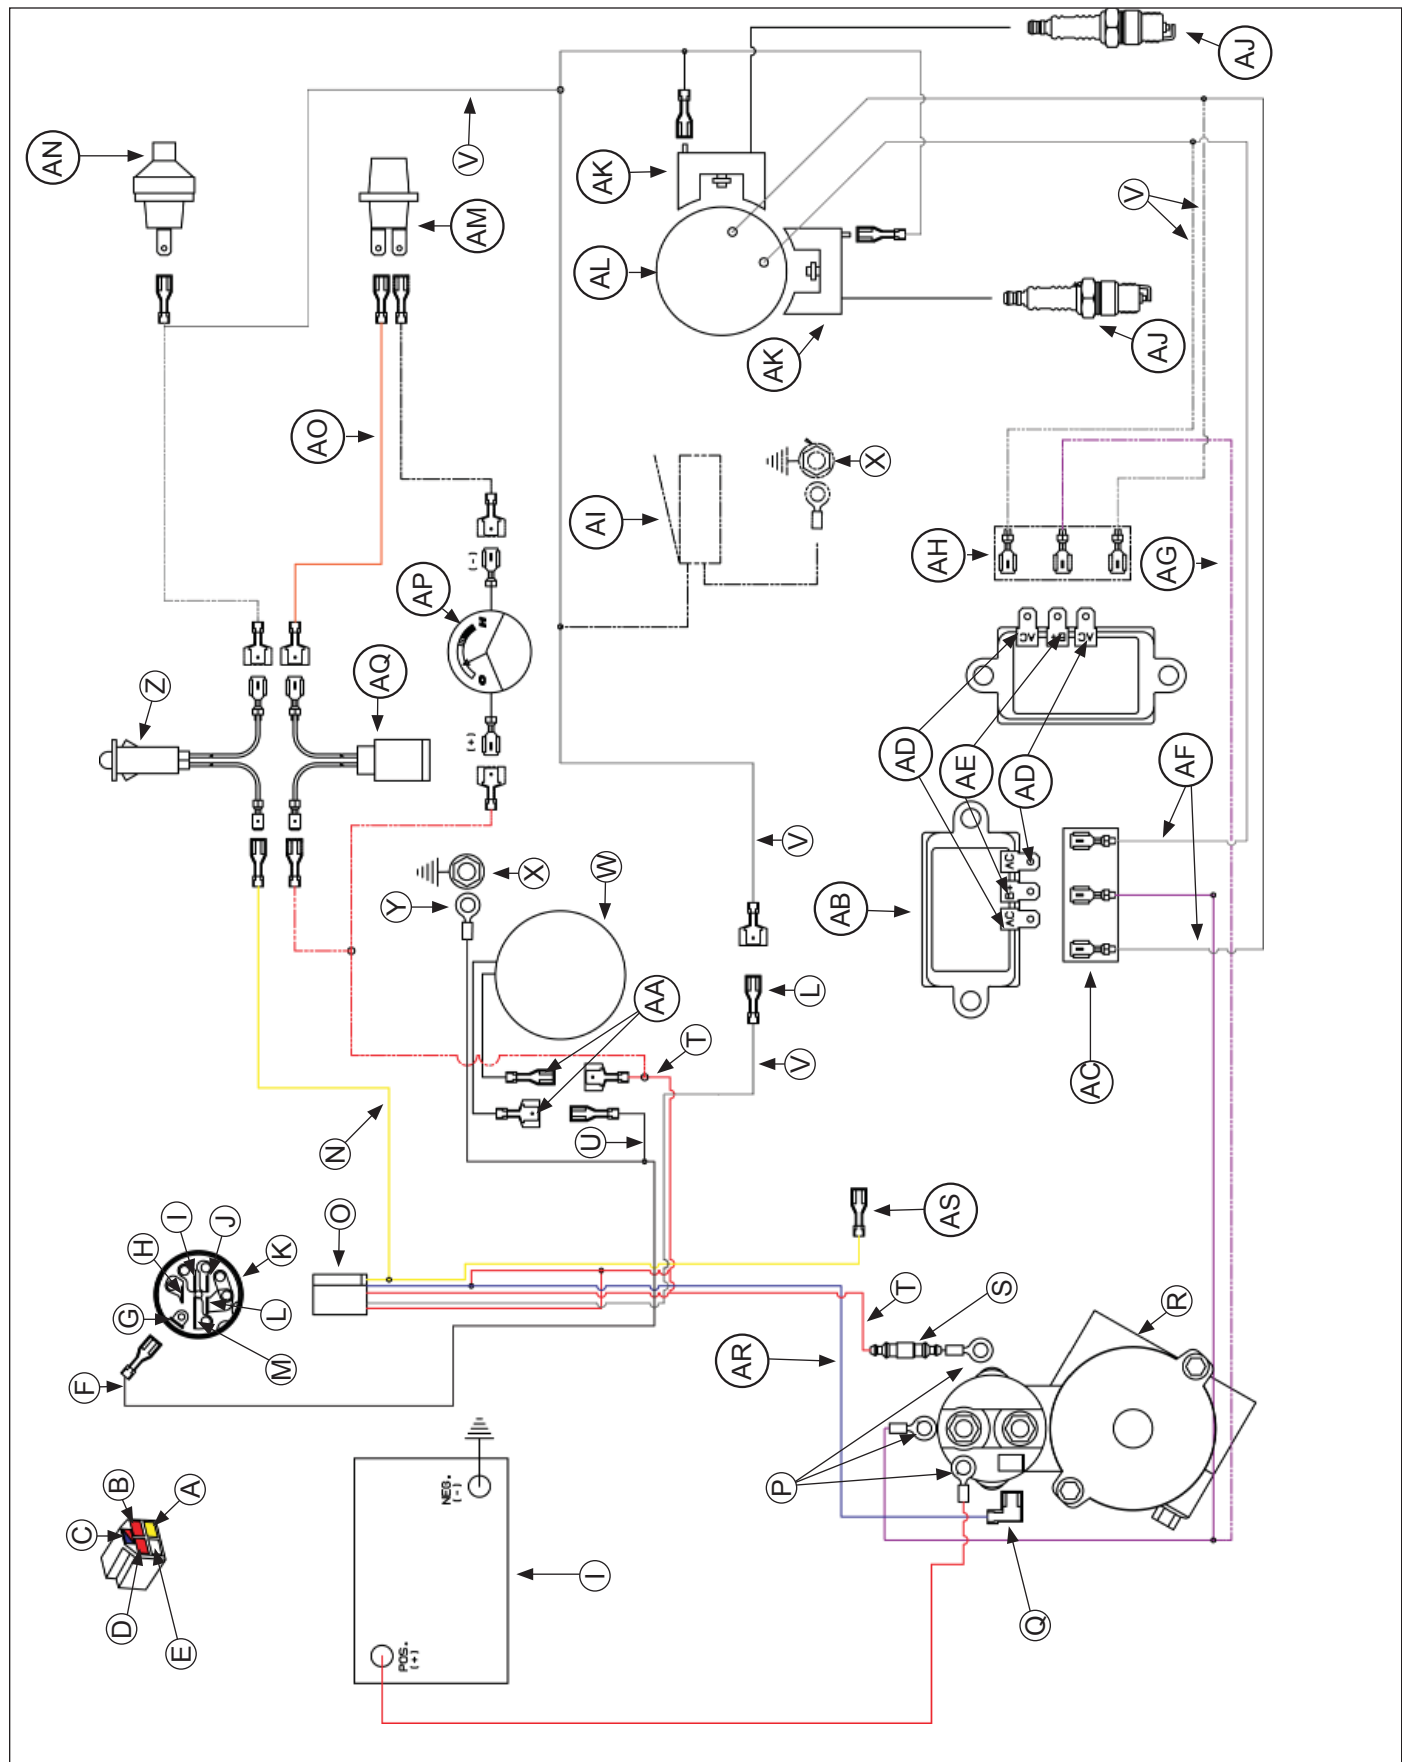 AJ
AN
V
AK
AM
V
AL
AJ
AK
AO
X
AI
AH
AG
(-)
AP
H
AC
B+
AC
Z
AQ
(+)
AD
AE
AD
AF
V
AC
B+
AC
AB
X
W
Y
AA
L
T
V
AC
U
N
I
H
J
O
AS
K
G
L
M
T
S
R
AR
F
NEG.
(-)
B
A
C
P
I
D
E
Q
POS.
(+)